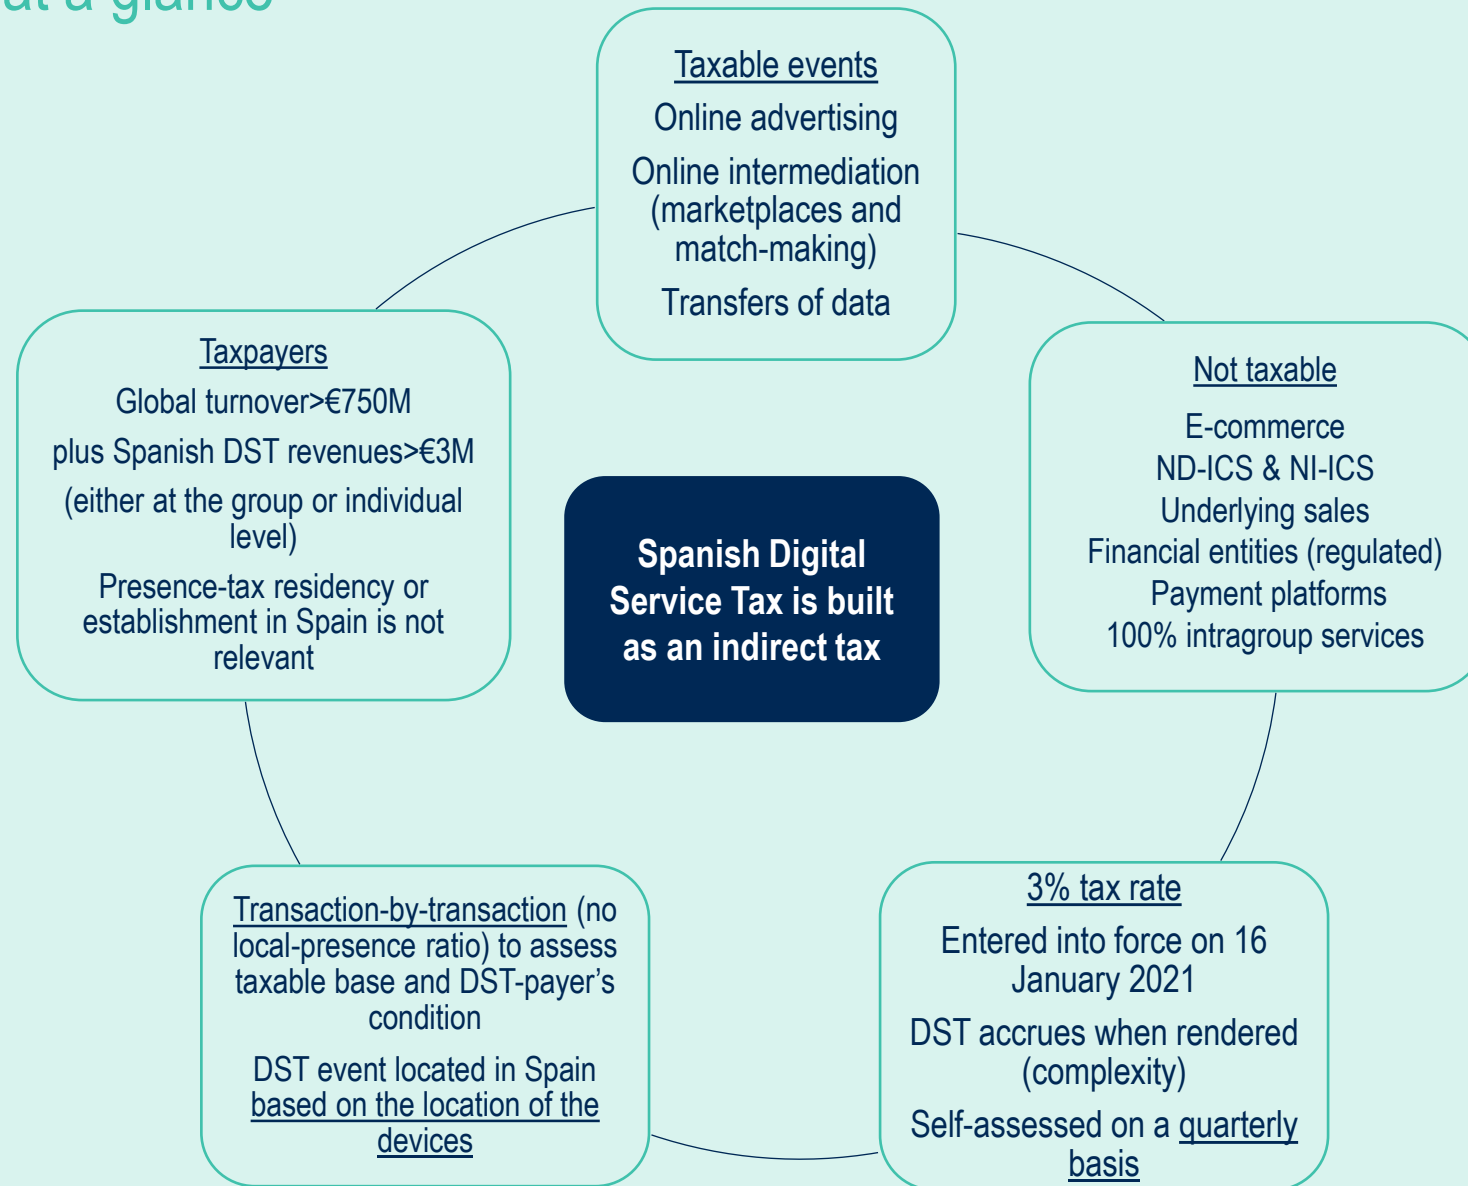 at a glance
Taxable events
Online advertising
Online intermediation
(marketplaces and
match-making)
Transfers of data
Taxpayers
Global turnover>€750M
plus Spanish DST revenues>€3M
(either at the group or individual
level)
Presence-tax residency or
establishment in Spain is not
relevant
Not taxable
E-commerce
ND-ICS & NI-ICS
Underlying sales
Financial entities (regulated)
Payment platforms
100% intragroup services
Spanish Digital
Service Tax is built
as an indirect tax
Transaction-by-transaction (no
local-presence ratio) to assess
taxable base and DST-payer’s
condition
DST event located in Spain
based on the location of the
devices
3% tax rate
Entered into force on 16
January 2021
DST accrues when rendered
(complexity)
Self-assessed on a quarterly
basis